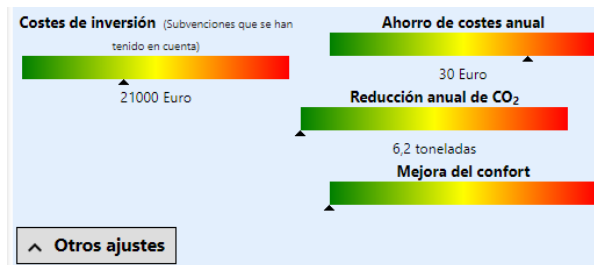 Costes de inversión (Subvenciones que se han
tenido en cuenta)
21000 Euro
Ahorro de costes anual
30 Euro
Reducción anual de CO₂
6,2 toneladas
Mejora del confort
Otros ajustes